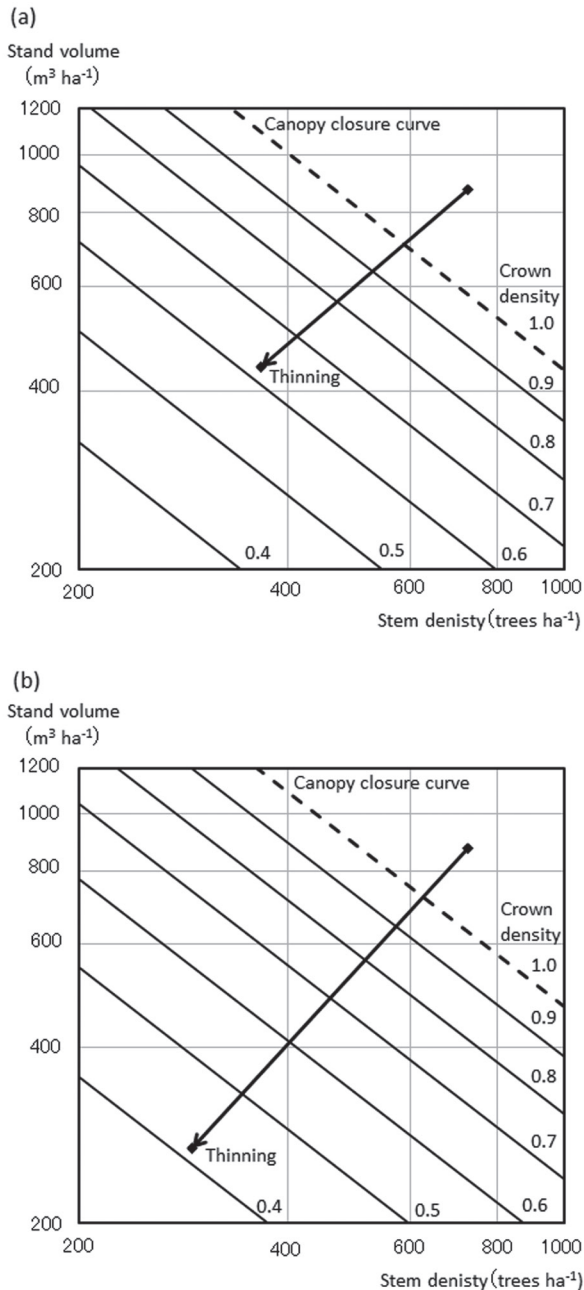 (a)
Stand volume
(m³ ha⁻¹)
1200
Canopy closure curve
1000
800
Crown
density
600
1.0
Thinning
0.9
400
0.8
0.7
0.4
0.5
0.6
200
200
400
600
800
1000
Stem denisty(trees ha⁻¹)
(b)
Stand volume
(m³ ha⁻¹)
1200
Canopy closure curve
1000
800
Crown
density
600
1.0
0.9
400
0.8
0.7
Thinning
0.4
0.5
0.6
200
200
400
600
800
1000
Stem denisty(trees ha⁻¹)